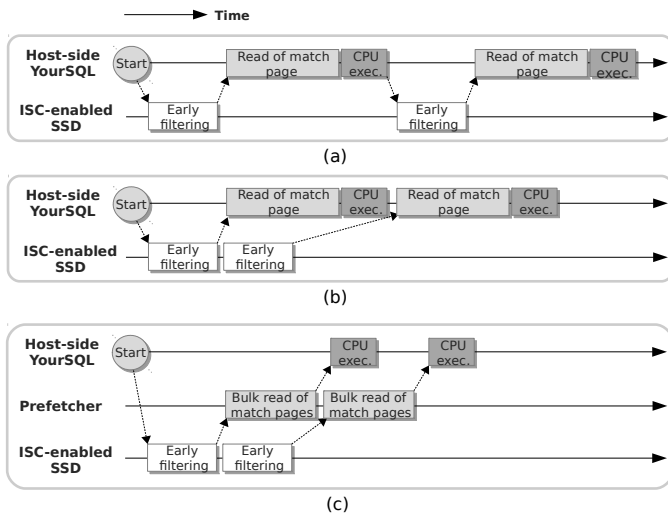 Time
Host-side
YourSQL
Start
Read of match
page
CPU
exec.
Read of match
page
CPU
exec.
ISC-enabled
SSD
Early
filtering
Early
filtering
(a)
Host-side
YourSQL
Start
Read of match
page
CPU
exec.
Read of match
page
CPU
exec.
ISC-enabled
SSD
Early
filtering
Early
filtering
(b)
Host-side
YourSQL
Start
CPU
exec.
CPU
exec.
Prefetcher
Bulk read of
match pages
Bulk read of
match pages
ISC-enabled
SSD
Early
filtering
Early
filtering
(c)